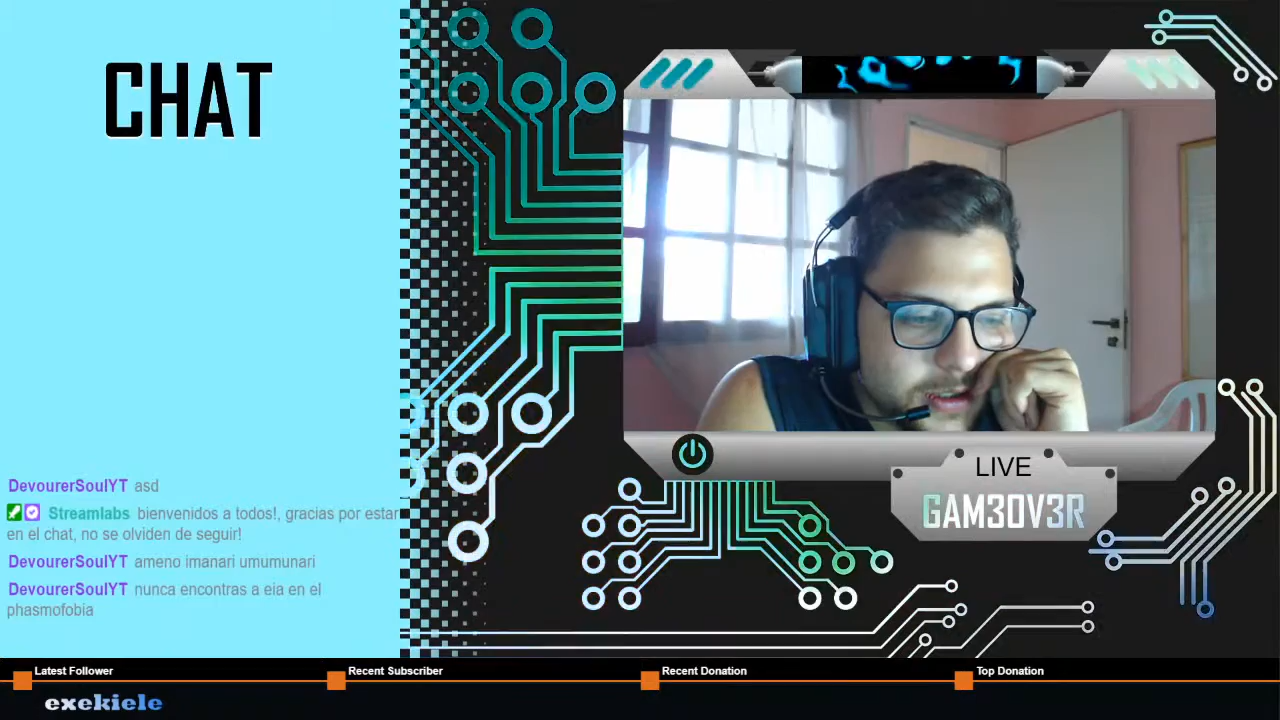 CHAT
DevourerSoulYT asd
Streamlabs bienvenidos a todos!, gracias por estar
en el chat, no se olviden de seguir!
DevourerSoulYT ameno imanari umumunari
DevourerSoulYT nunca encontras a eia en el
phasmofobia
LIVE
GAM3OV3R
Latest Follower
exekiele
Recent Subscriber
Recent Donation
Top Donation